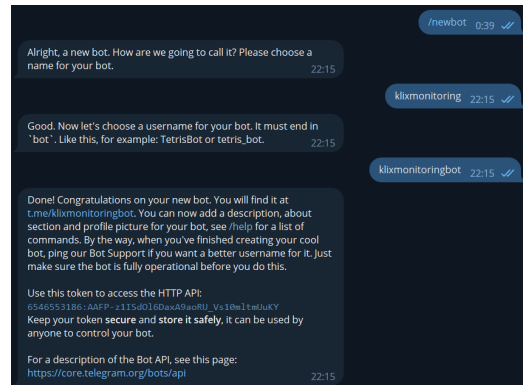 /newbot 0:39
Alright, a new bot. How are we going to call it? Please choose a
name for your bot. 22:15
klixmonitoring 22:15
Good. Now let's choose a username for your bot. It must end in
`bot`. Like this, for example: TetrisBot or tetris_bot. 22:15
klixmonitoringbot 22:15
Done! Congratulations on your new bot. You will find it at
t.me/klixmonitoringbot. You can now add a description, about
section and profile picture for your bot, see /help for a list of
commands. By the way, when you've finished creating your cool
bot, ping our Bot Support if you want a better username for it. Just
make sure the bot is fully operational before you do this.
Use this token to access the HTTP API:
6546553186:AAFP-z1ISdOl6DaxA9aoRU_Vs10mltmUuKY
Keep your token secure and store it safely, it can be used by
anyone to control your bot.
For a description of the Bot API, see this page:
https://core.telegram.org/bots/api 22:15